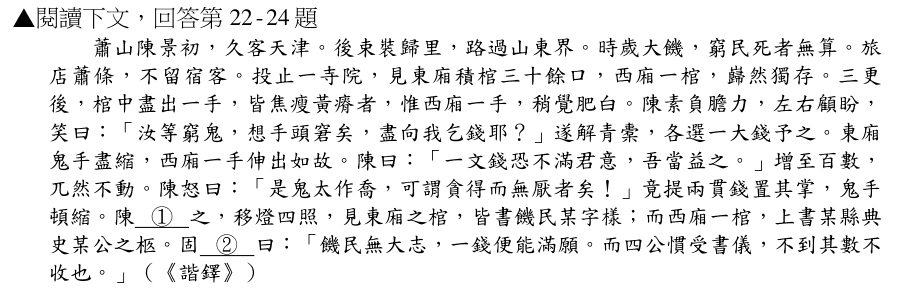 ▲閱讀下文，回答第22-24題
蕭山陳景初，久客天津。後束裝歸里，路過山東界。時歲大饑，窮民死者無算。旅
店蕭條，不留宿客。投止一寺院，見東廂積棺三十餘口，西廂一棺，巋然獨存。三更
後，棺中盡出一手，皆焦瘦黃瘠者，惟西廂一手，稍覺肥白。陳素負膽力，左右顧盼，
笑曰：「汝等窮鬼，想手頭窘矣，盡向我乞錢耶？」遂解青橐，各選一大錢予之。東廂
鬼手盡縮，西廂一手伸出如故。陳曰：「一文錢恐不滿君意，吾當益之。」增至百數，
兀然不動。陳怒曰：「是鬼太作喬，可謂貪得而無厭者矣！」竟提兩貫錢置其掌，鬼手
頓縮。陳　①　之，移燈四照，見東廂之棺，皆書饑民某字樣；而西廂一棺，上書某縣典
史某公之柩。固　②　曰：「饑民無大志，一錢便能滿願。而四公慣受書儀，不到其數不
收也。」（《諧鐸》）